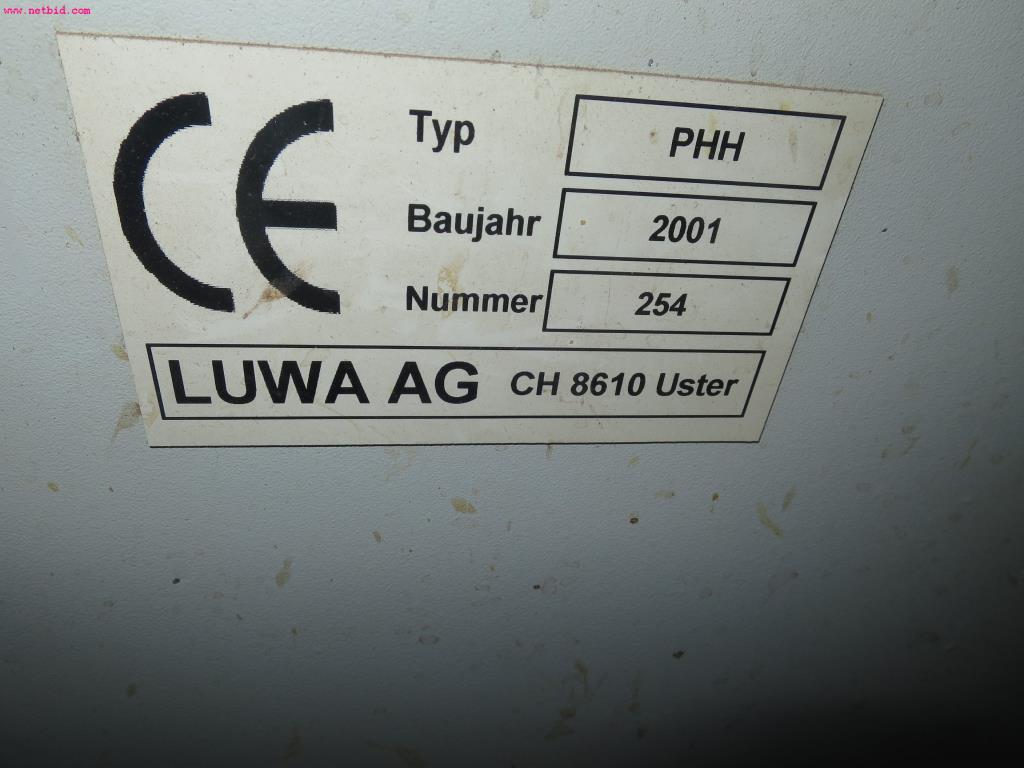 www.netbid.com
CE
Typ PHH
Baujahr 2001
Nummer 254
LUWA AG CH 8610 Uster